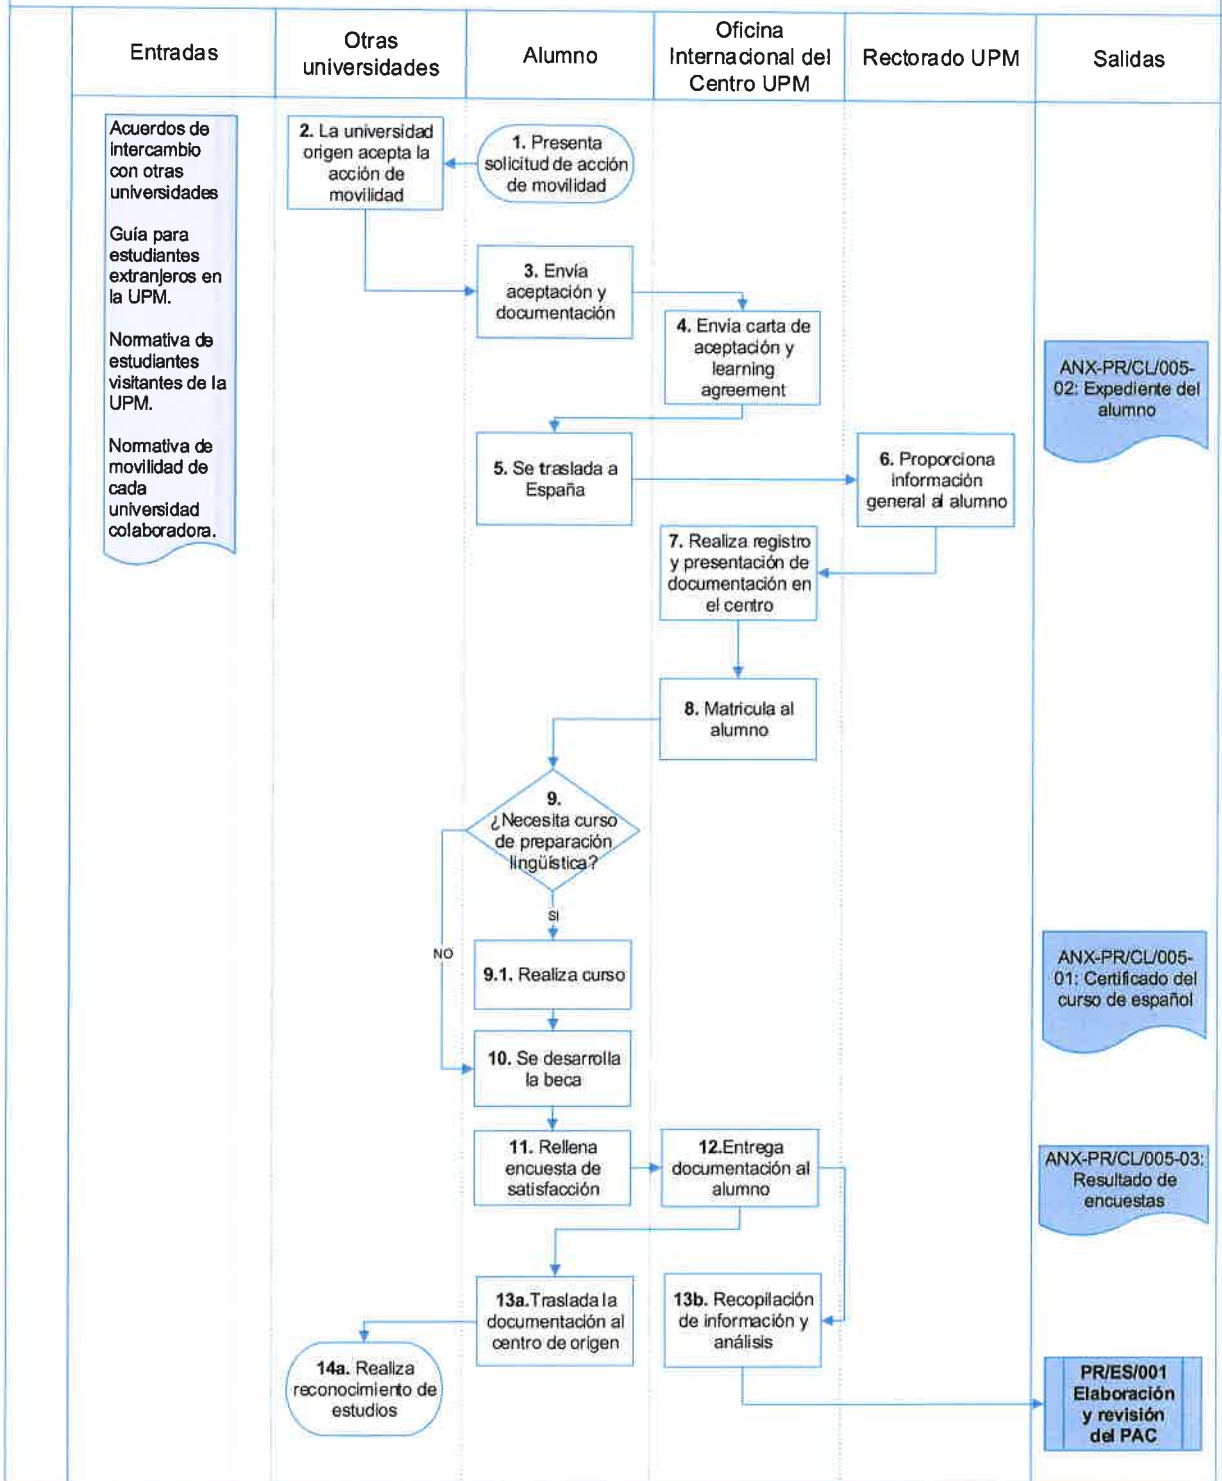 Entradas
Otras
universidades
Alumno
Oficina
Internacional del
Centro UPM
Rectorado UPM
Salidas
Acuerdos de
intercambio
con otras
universidades
Guía para
estudiantes
extranjeros en
la UPM.
Normativa de
estudiantes
visitantes de la
UPM.
Normativa de
movilidad de
cada
universidad
colaboradora.
2. La universidad
origen acepta la
acción de
movilidad
1. Presenta
solicitud de acción
de movilidad
3. Envía
aceptación y
documentación
4. Envía carta de
aceptación y
learning
agreement
ANX-PR/CL/005-
02: Expediente del
alumno
5. Se traslada a
España
6. Proporciona
información
general al alumno
7. Realiza registro
y presentación de
documentación en
el centro
8. Matricula al
alumno
9.
¿Necesita curso
de preparación
lingüística?
SI
NO
9.1. Realiza curso
ANX-PR/CL/005-
01: Certificado del
curso de español
10. Se desarrolla
la beca
11. Rellena
encuesta de
satisfacción
12.Entrega
documentación al
alumno
ANX-PR/CL/005-03:
Resultado de
encuestas
13a.Traslada la
documentación al
centro de origen
13b. Recopilación
de información y
análisis
14a. Realiza
reconocimiento de
estudios
PR/ES/001
Elaboración
y revisión
del PAC